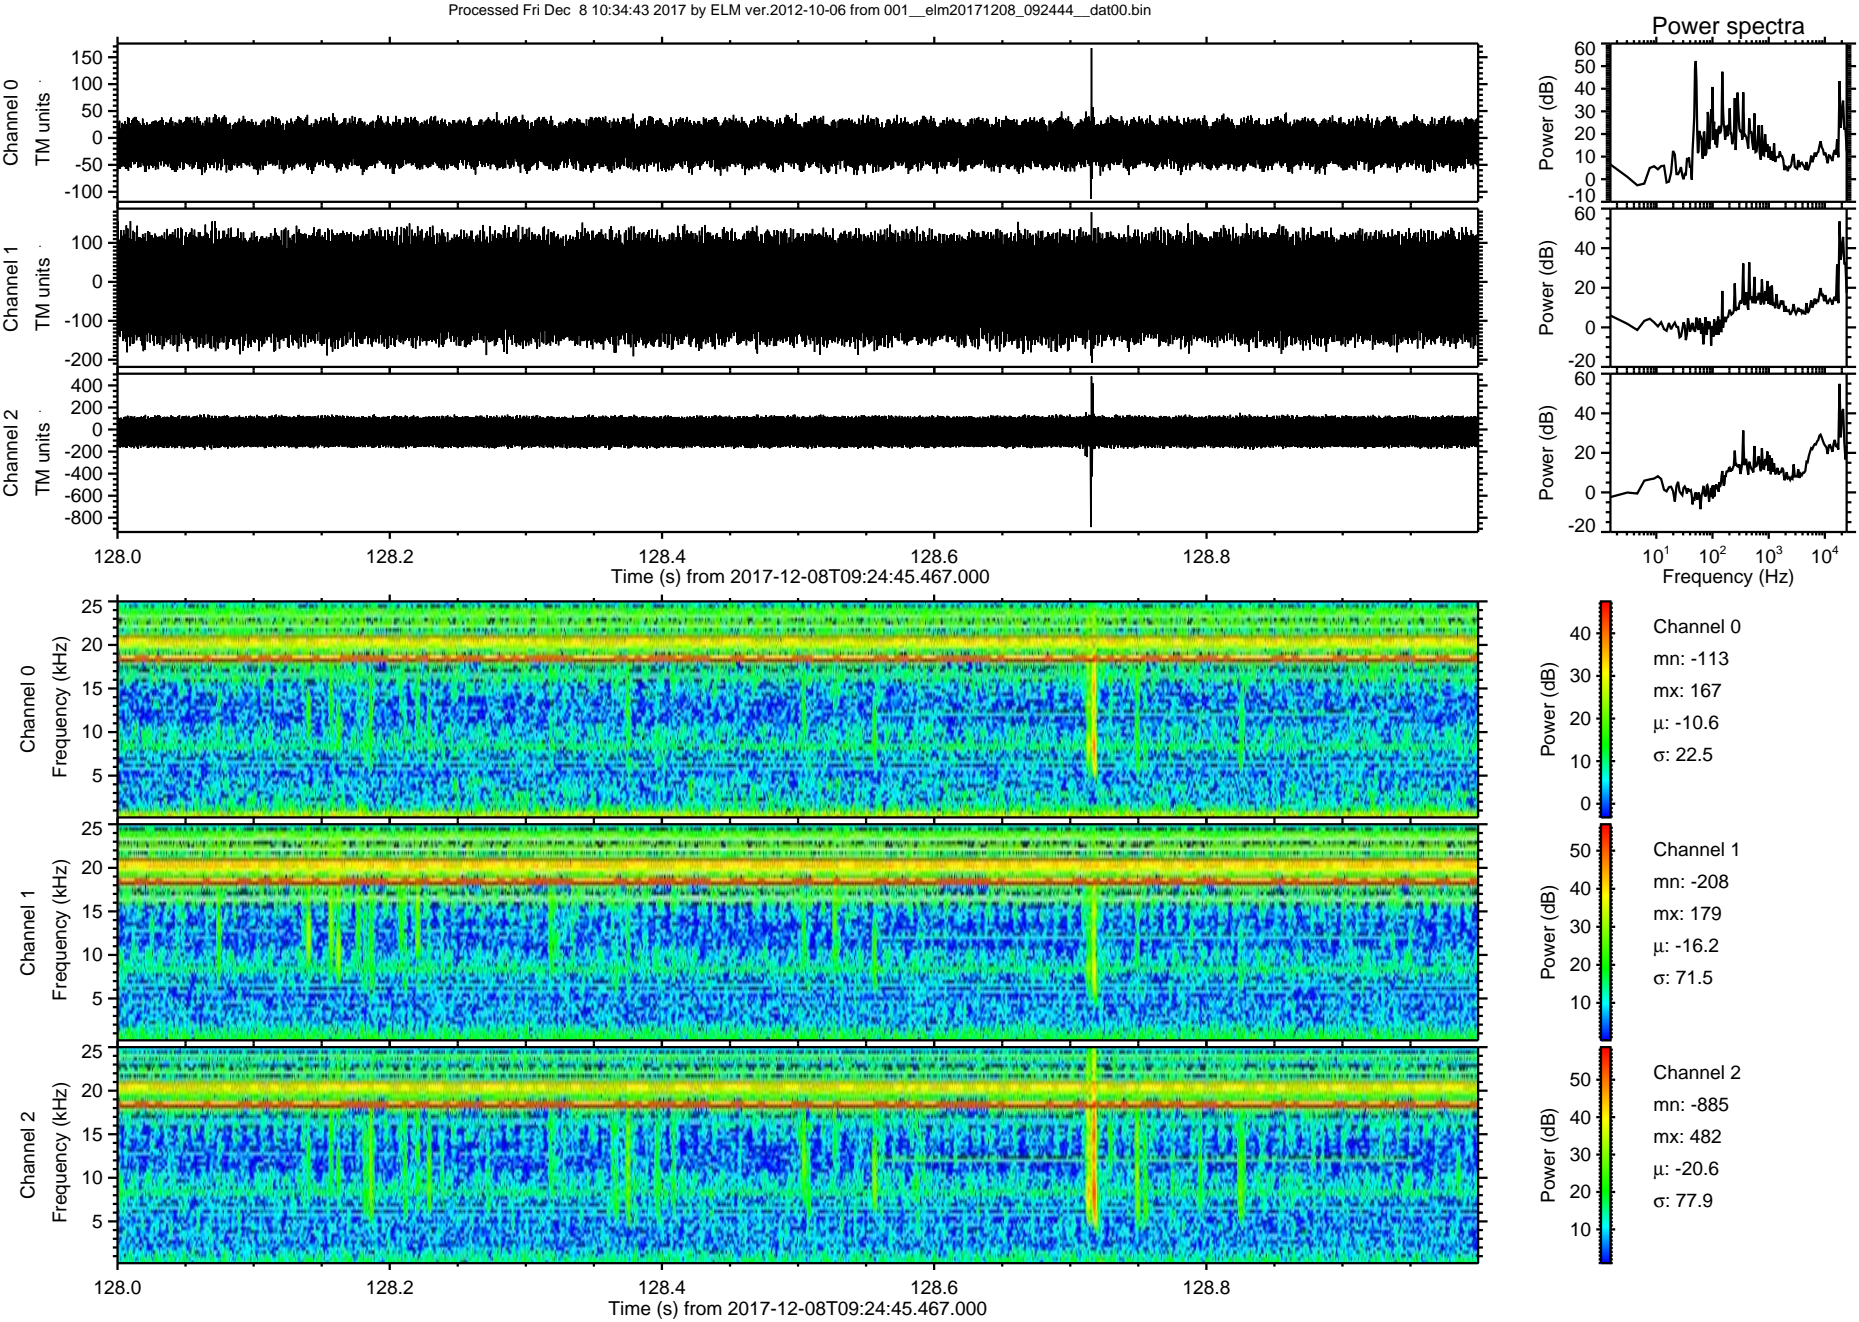 Processed Fri Dec  8 10:34:43 2017 by ELM ver.2012-10-06 from 001__elm20171208_092444__dat00.bin
Power spectra
Channel 0
TM units
150
100
50
0
-50
-100
Power (dB)
60
50
40
30
20
10
0
-10
Channel 1
TM units
100
0
-100
-200
Power (dB)
60
40
20
0
-20
Channel 2
TM units
400
200
0
-200
-400
-600
-800
Power (dB)
60
40
20
0
-20
128.0 128.2 128.4 128.6 128.8
Time (s) from 2017-12-08T09:24:45.467.000
10^1 10^2 10^3 10^4
Frequency (Hz)
Channel 0
Frequency (kHz)
25
20
15
10
5
Power (dB)
40
30
20
10
0
Channel 0
mn: -113
mx: 167
μ: -10.6
σ: 22.5
Channel 1
Frequency (kHz)
25
20
15
10
5
Power (dB)
50
40
30
20
10
Channel 1
mn: -208
mx: 179
μ: -16.2
σ: 71.5
Channel 2
Frequency (kHz)
25
20
15
10
5
Power (dB)
50
40
30
20
10
Channel 2
mn: -885
mx: 482
μ: -20.6
σ: 77.9
128.0 128.2 128.4 128.6 128.8
Time (s) from 2017-12-08T09:24:45.467.000